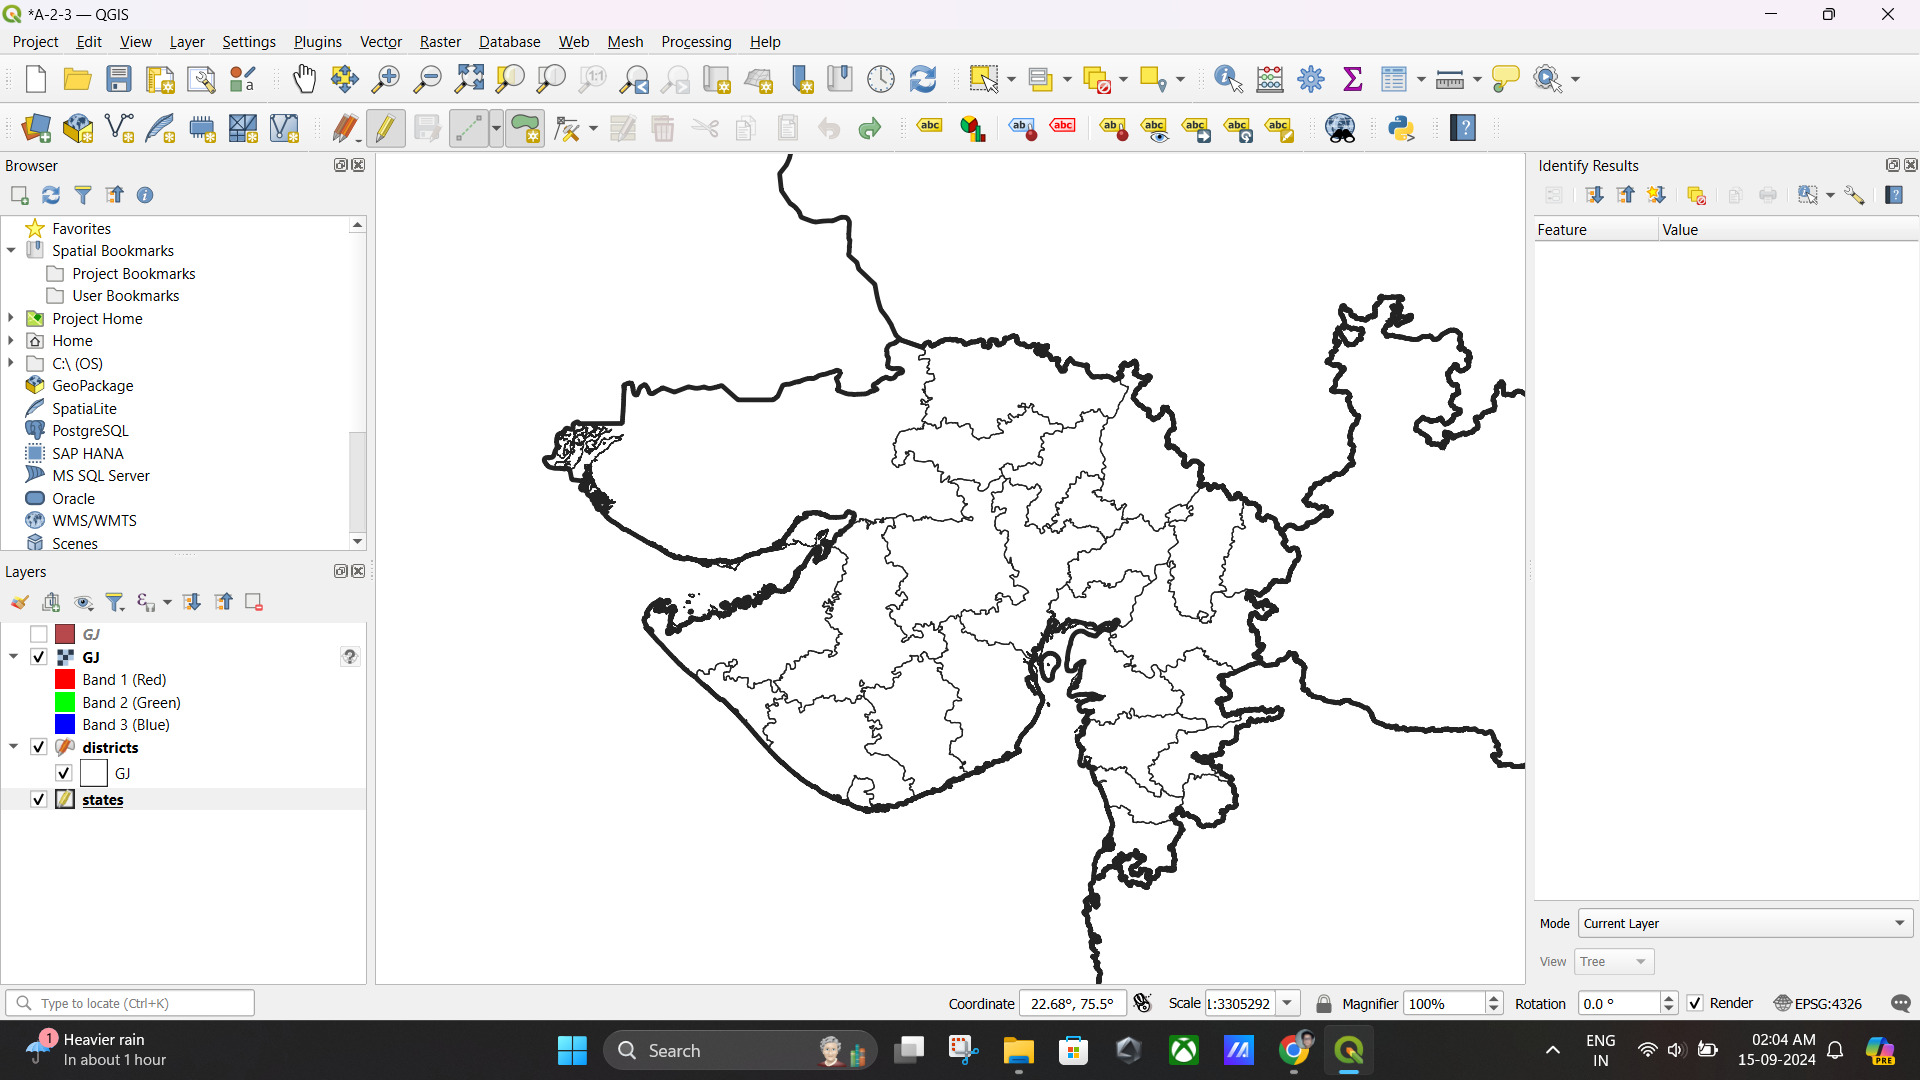 *A-2-3 — QGIS
Project Edit View Layer Settings Plugins Vector Raster Database Web Mesh Processing Help
Browser
Favorites
Spatial Bookmarks
Project Bookmarks
User Bookmarks
Project Home
Home
C:\ (OS)
GeoPackage
SpatiaLite
PostgreSQL
SAP HANA
MS SQL Server
Oracle
WMS/WMTS
Scenes
Layers
GJ
GJ
Band 1 (Red)
Band 2 (Green)
Band 3 (Blue)
districts
GJ
states
Identify Results
Feature Value
Mode Current Layer
View Tree
Type to locate (Ctrl+K)
Coordinate 22.68°, 75.5° Scale 1:3305292 Magnifier 100% Rotation 0.0 ° Render EPSG:4326
1 Heavier rain
In about 1 hour
Search
ENG
IN
02:04 AM
15-09-2024
PRE